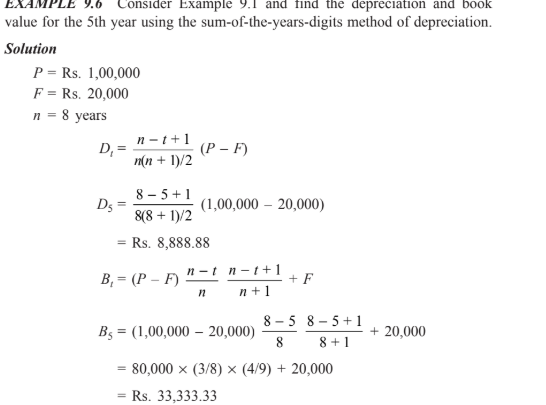 EXAMPLE 9.6 Consider Example 9.1 and find the depreciation and book
value for the 5th year using the sum-of-the-years-digits method of depreciation.
Solution
P = Rs. 1,00,000
F = Rs. 20,000
n = 8 years
D_t = \frac{n - t + 1}{n(n + 1)/2} (P – F)
D_5 = \frac{8 – 5 + 1}{8(8 + 1)/2} (1,00,000 – 20,000)
= Rs. 8,888.88
B_t = (P – F) \frac{n - t}{n} \frac{n - t + 1}{n + 1} + F
B_5 = (1,00,000 – 20,000) \frac{8 – 5}{8} \frac{8 – 5 + 1}{8 + 1} + 20,000
= 80,000 × (3/8) × (4/9) + 20,000
= Rs. 33,333.33